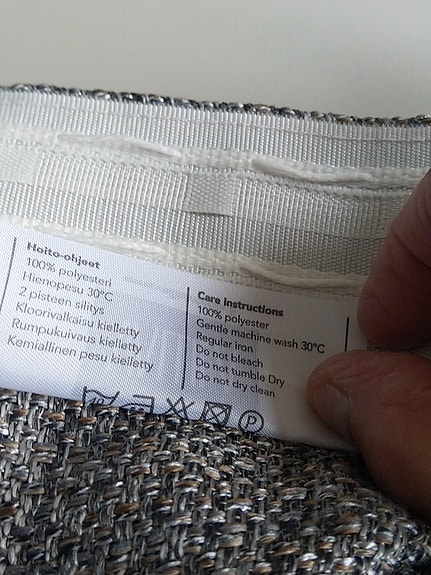 Hoito-ohjeet
100% polyesteri
Hienopesu 30°C
2 pisteen silitys
Kloorivalkaisu kielletty
Rumpukuivaus kielletty
Kemiallinen pesu kielletty
Care Instructions
100% polyester
Gentle machine wash 30°C
Regular iron
Do not bleach
Do not tumble Dry
Do not dry clean
P